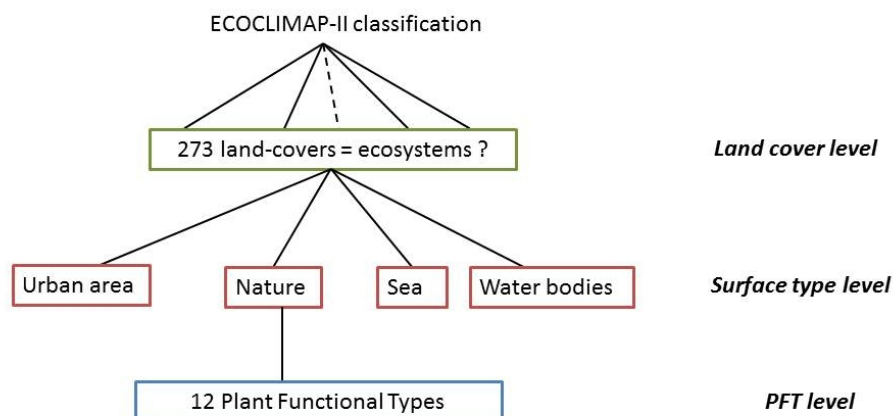 ECOCLIMAP-II classification
273 land-covers = ecosystems ?
Land cover level
Urban area
Nature
Sea
Water bodies
Surface type level
12 Plant Functional Types
PFT level